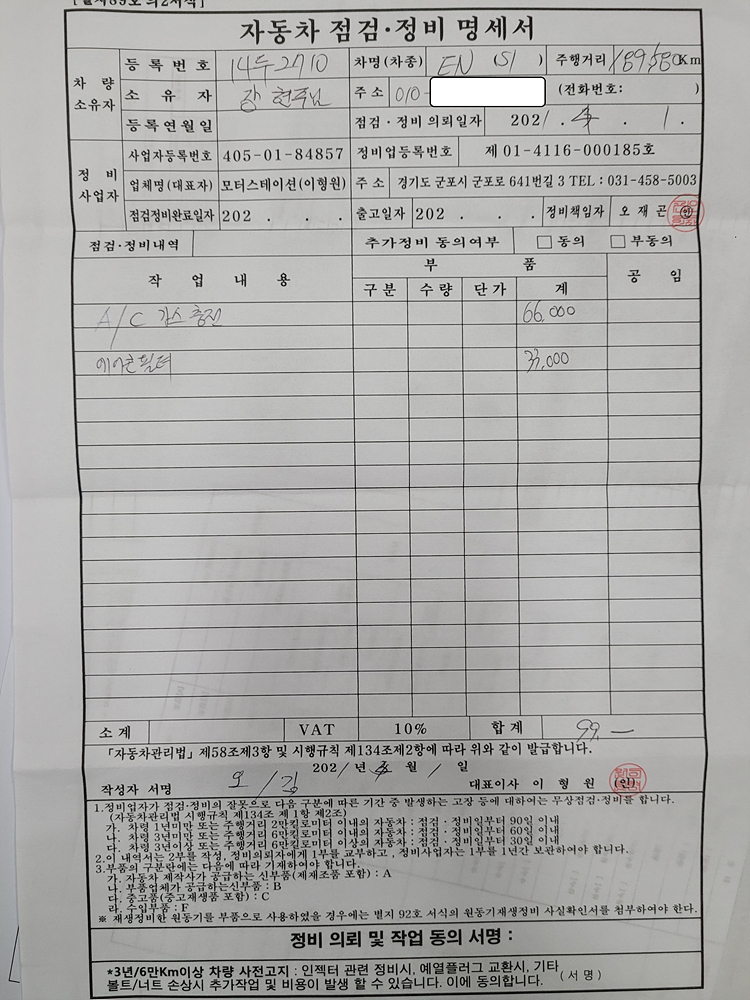 자동차 점검·정비 명세서
차 량 소유자 등록번호 14두2710 차명(차종) EN (SI ) 주행거리 189580Km
소 유 자 장현주님 주 소 010- (전화번호: )
등록연월일 점검·정비 의뢰일자 2021 . 4 . 1 .
정 비 사업자 사업자등록번호 405-01-84857 정비업등록번호 제 01-4116-000185호
업체명(대표자) 모터스테이션(이형원) 주 소 경기도 군포시 군포로 641번길 3 TEL : 031-458-5003
점검정비완료일자 202 . . . 출고일자 202 . . . 정비책임자 오 재 곤 ㊞
점검·정비내역 추가정비 동의여부 □ 동의 □ 부동의
작 업 내 용 부 품 공 임
구 분 수 량 단 가 계
A/C 가스충전 66,000
에어컨필터 33,000
소 계 VAT 10% 합 계 99.—
「자동차관리법」제58조제3항 및 시행규칙 제134조제2항에 따라 위와 같이 발급합니다.
2021년 월 1 일
작성자 서명 오 / 김 대표이사 이 형 원 (인)
1.정비업자가 점검·정비의 잘못으로 다음 구분에 따른 기간 중 발생하는 고장 등에 대하여는 무상점검·정비를 합니다.
(자동차관리법 시행규칙 제134조 제 1항 제2조)
가. 차령 1년미만 또는 주행거리 2만킬로미터 이내의 자동차 : 점검 · 정비일부터 90일 이내
나. 차령 3년미만 또는 주행거리 6만킬로미터 이내의 자동차 : 점검 · 정비일부터 60일 이내
다. 차령 3년이상 또는 주행거리 6만킬로미터 이상의 자동차 : 점검 · 정비일부터 30일 이내
2.이 내역서는 2부를 작성, 정비의뢰자에게 1부를 교부하고 , 정비사업자는 1부를 1년간 보관하여야 합니다.
3.부품의 구분란에는 다음에 따라 기재하여야 합니다.
가. 자동차 제작사가 공급하는 신부품(제재조품 포함) : A
나. 부품업체가 공급하는신부품 : B
다. 중고품(중고재생품 포함) : C
라. 수입부품 : F
※ 재생정비한 원동기를 부품으로 사용하였을 경우에는 별지 92호 서식의 원동기재생정비 사실확인서를 첨부하여야 한다.
정비 의뢰 및 작업 동의 서명 :
*3년/6만Km이상 차량 사전고지 : 인젝터 관련 정비시, 예열플러그 교환시, 기타
볼트/너트 손상시 추가작업 및 비용이 발생 할 수 있습니다. 이에 동의합니다. (서 명)